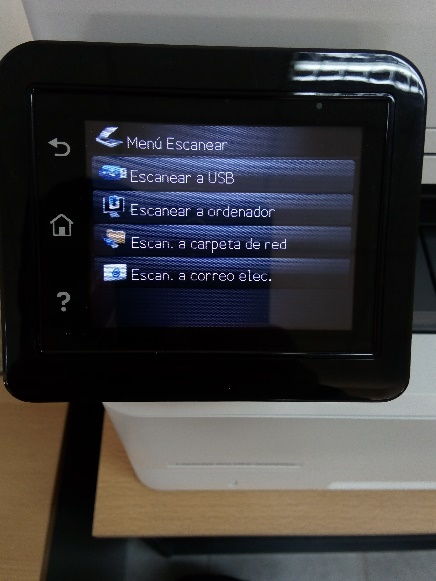 Menú Escanear
Escanear a USB
Escanear a ordenador
Escan. a carpeta de red
Escan. a correo elec.
?